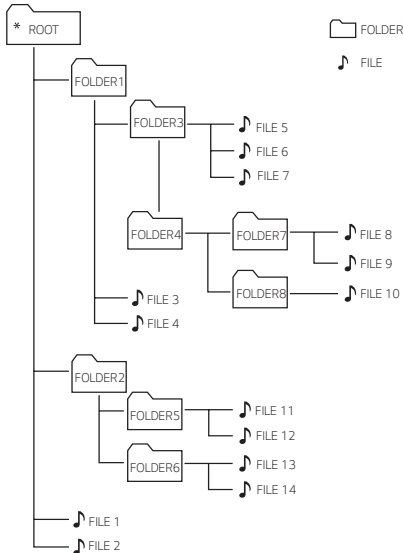 * ROOT
FOLDER
FILE
FOLDER1
FOLDER3
FILE 5
FILE 6
FILE 7
FOLDER4
FOLDER7
FILE 8
FILE 9
FOLDER8
FILE 10
FILE 3
FILE 4
FOLDER2
FOLDER5
FILE 11
FILE 12
FOLDER6
FILE 13
FILE 14
FILE 1
FILE 2